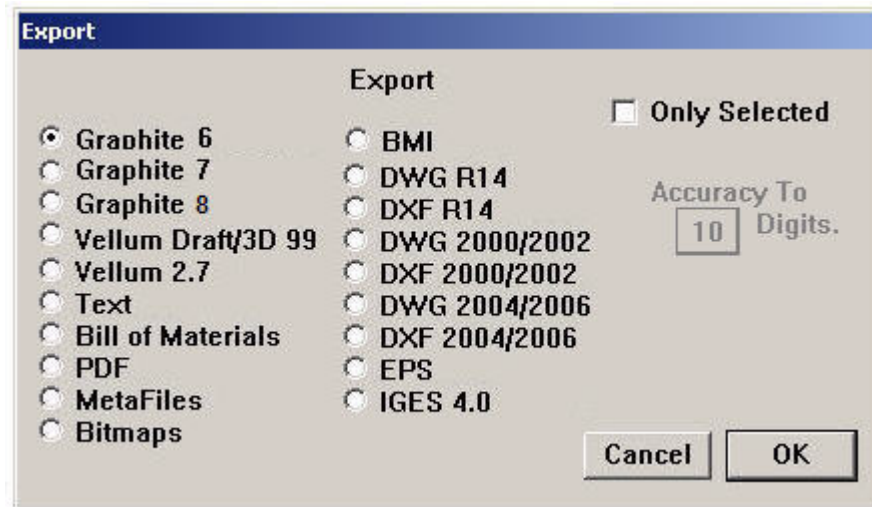 Export
Export
Graphite 6
Graphite 7
Graphite 8
Vellum Draft/3D 99
Vellum 2.7
Text
Bill of Materials
PDF
MetaFiles
Bitmaps
BMI
DWG R14
DXF R14
DWG 2000/2002
DXF 2000/2002
DWG 2004/2006
DXF 2004/2006
EPS
IGES 4.0
Only Selected
Accuracy To
10 Digits.
Cancel OK